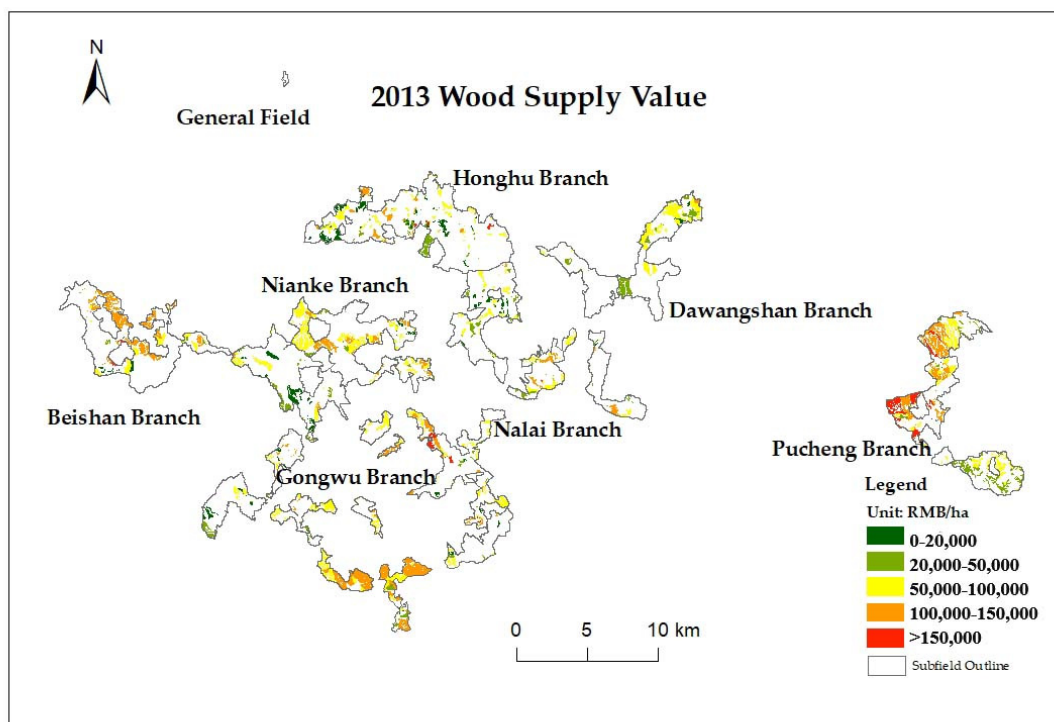 N
2013 Wood Supply Value
General Field
Honghu Branch
Nianke Branch
Dawangshan Branch
Beishan Branch
Nalai Branch
Pucheng Branch
Gongwu Branch
Legend
Unit: RMB/ha
0-20,000
20,000-50,000
50,000-100,000
100,000-150,000
>150,000
Subfield Outline
0 5 10 km